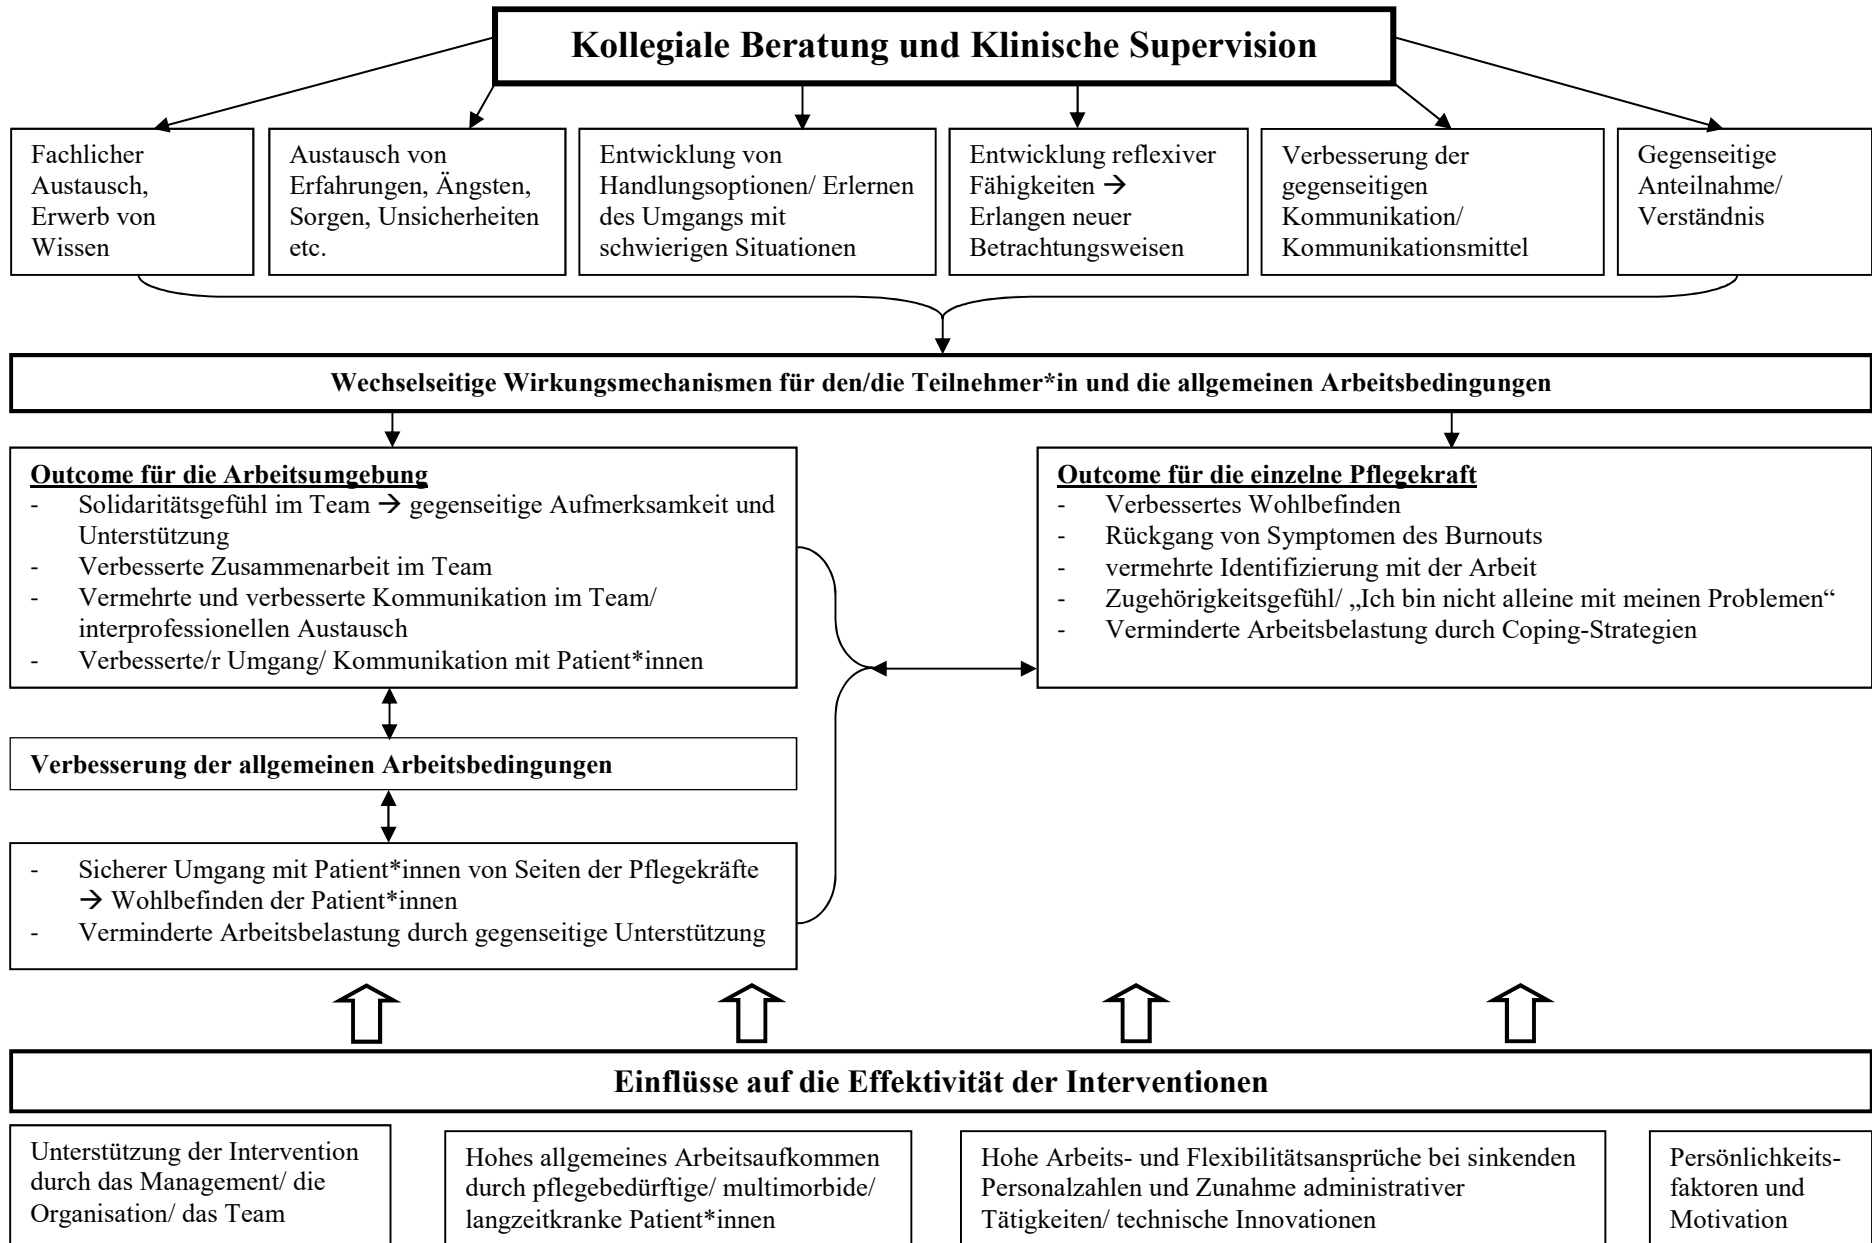 Kollegiale Beratung und Klinische Supervision
Fachlicher
Austausch,
Erwerb von
Wissen
Austausch von
Erfahrungen, Ängsten,
Sorgen, Unsicherheiten
etc.
Entwicklung von
Handlungsoptionen/ Erlernen
des Umgangs mit
schwierigen Situationen
Entwicklung reflexiver
Fähigkeiten →
Erlangen neuer
Betrachtungsweisen
Verbesserung der
gegenseitigen
Kommunikation/
Kommunikationsmittel
Gegenseitige
Anteilnahme/
Verständnis
Wechselseitige Wirkungsmechanismen für den/die Teilnehmer*in und die allgemeinen Arbeitsbedingungen
Outcome für die Arbeitsumgebung
- Solidaritätsgefühl im Team → gegenseitige Aufmerksamkeit und
Unterstützung
- Verbesserte Zusammenarbeit im Team
- Vermehrte und verbesserte Kommunikation im Team/
interprofessionellen Austausch
- Verbesserte/r Umgang/ Kommunikation mit Patient*innen
Outcome für die einzelne Pflegekraft
- Verbessertes Wohlbefinden
- Rückgang von Symptomen des Burnouts
- vermehrte Identifizierung mit der Arbeit
- Zugehörigkeitsgefühl/ „Ich bin nicht alleine mit meinen Problemen“
- Verminderte Arbeitsbelastung durch Coping-Strategien
Verbesserung der allgemeinen Arbeitsbedingungen
- Sicherer Umgang mit Patient*innen von Seiten der Pflegekräfte
→ Wohlbefinden der Patient*innen
- Verminderte Arbeitsbelastung durch gegenseitige Unterstützung
Einflüsse auf die Effektivität der Interventionen
Unterstützung der Intervention
durch das Management/ die
Organisation/ das Team
Hohes allgemeines Arbeitsaufkommen
durch pflegebedürftige/ multimorbide/
langzeitkranke Patient*innen
Hohe Arbeits- und Flexibilitätsansprüche bei sinkenden
Personalzahlen und Zunahme administrativer
Tätigkeiten/ technische Innovationen
Persönlichkeits-
faktoren und
Motivation